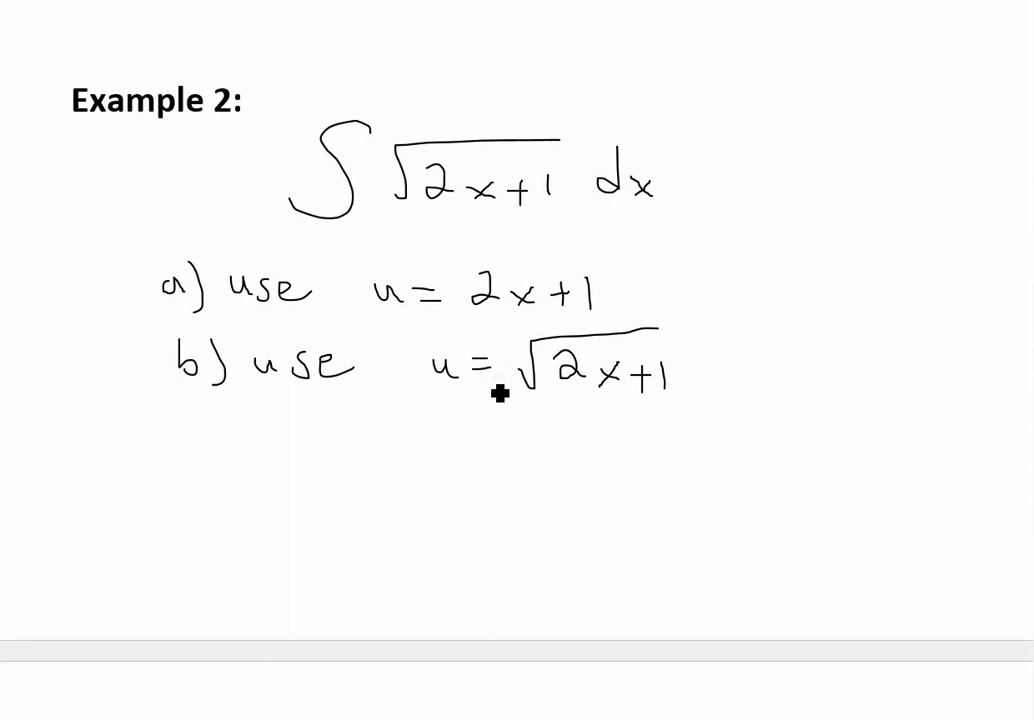 Example 2:
∫ √(2x+1) dx
a) use u = 2x+1
b) use u = √(2x+1)